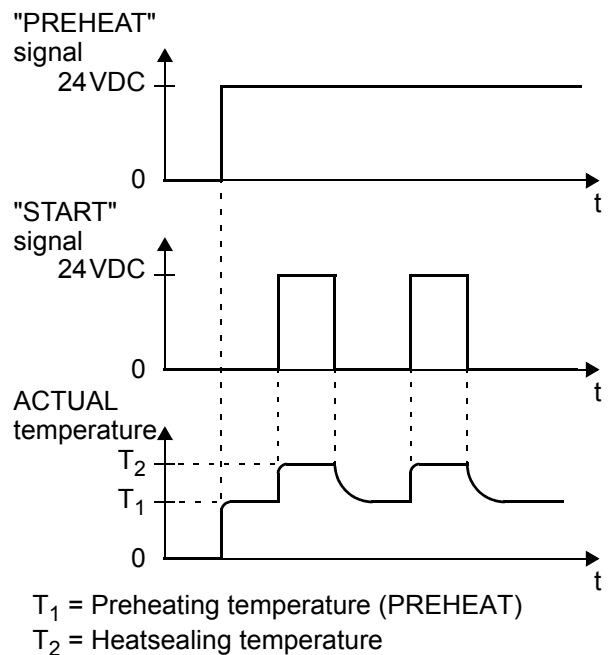 "PREHEAT"
signal
24VDC
0
t
"START"
signal
24VDC
0
t
ACTUAL
temperature
T₂
T₁
0
t
T₁ = Preheating temperature (PREHEAT)
T₂ = Heatsealing temperature